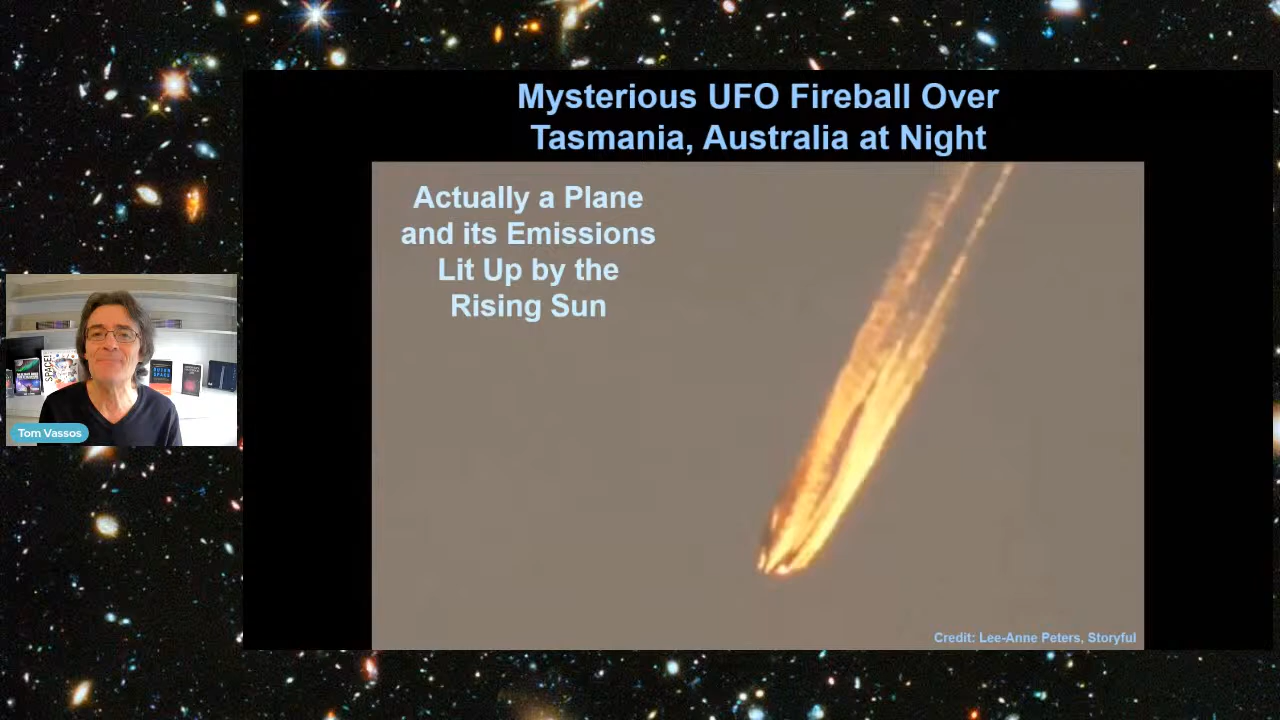 Mysterious UFO Fireball Over
Tasmania, Australia at Night
Actually a Plane
and its Emissions
Lit Up by the
Rising Sun
SPACE
Tom Vassos
Credit: Lee-Anne Peters, Storyful